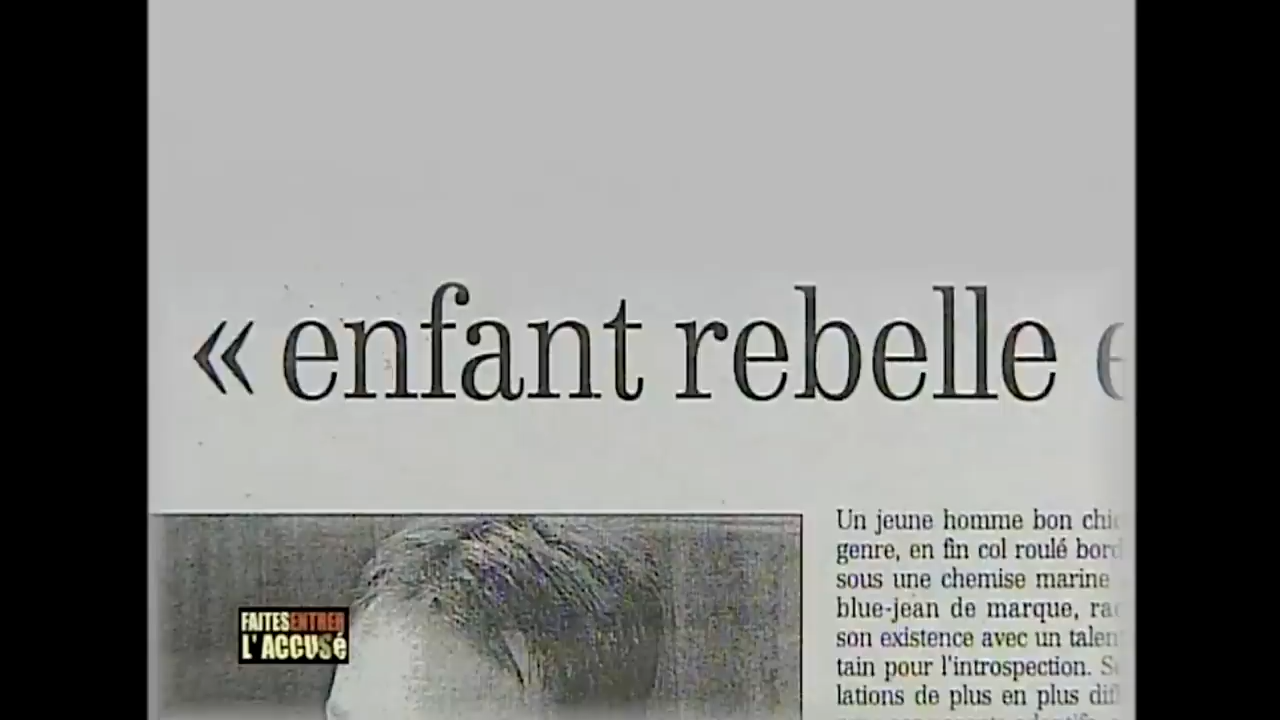 « enfant rebelle
Un jeune homme bon chic
genre, en fin col roulé
sous une chemise marine
blue-jean de marque,
son existence avec un
tain pour l'introspection.
lations de plus en plus
FAITES ENTRER
L'ACCUSÉ